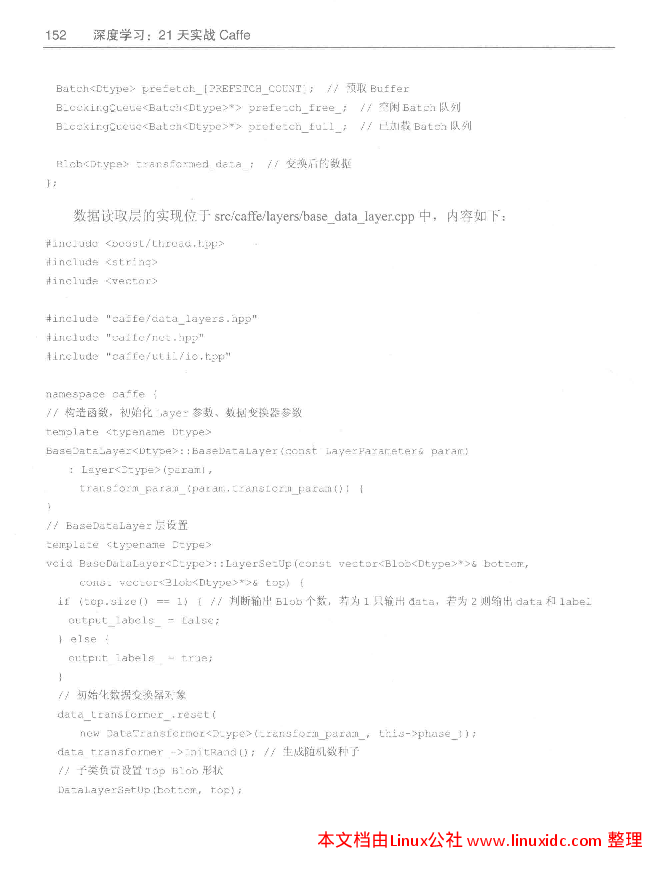 152 深度学习：21 天实战 Caffe
Batch<Dtype> prefetch_[PREFETCH_COUNT]; // 预取 Buffer
BlockingQueue<Batch<Dtype>*> prefetch_free_; // 空闲 Batch 队列
BlockingQueue<Batch<Dtype>*> prefetch_full_; // 已加载 Batch 队列
Blob<Dtype> transformed_data_; // 变换后的数据
};
数据读取层的实现位于 src/caffe/layers/base_data_layer.cpp 中，内容如下：
#include <boost/thread.hpp>
#include <string>
#include <vector>
#include "caffe/data_layers.hpp"
#include "caffe/net.hpp"
#include "caffe/util/io.hpp"
namespace caffe {
// 构造函数，初始化 Layer 参数、数据变换器参数
template <typename Dtype>
BaseDataLayer<Dtype>::BaseDataLayer(const LayerParameter& param)
: Layer<Dtype>(param),
transform_param_(param.transform_param()) {
}
// BaseDataLayer 层设置
template <typename Dtype>
void BaseDataLayer<Dtype>::LayerSetUp(const vector<Blob<Dtype>*>& bottom,
const vector<Blob<Dtype>*>& top) {
if (top.size() == 1) { // 判断输出 Blob 个数，若为 1 只输出 data，若为 2 则输出 data 和 label
output_labels_ = false;
} else {
output_labels_ = true;
}
// 初始化数据变换器对象
data_transformer_.reset(
new DataTransformer<Dtype>(transform_param_, this->phase_));
data_transformer_->InitRand(); // 生成随机数种子
// 子类负责设置 Top Blob 形状
DataLayerSetUp(bottom, top);
本文档由Linux公社 www.linuxidc.com 整理